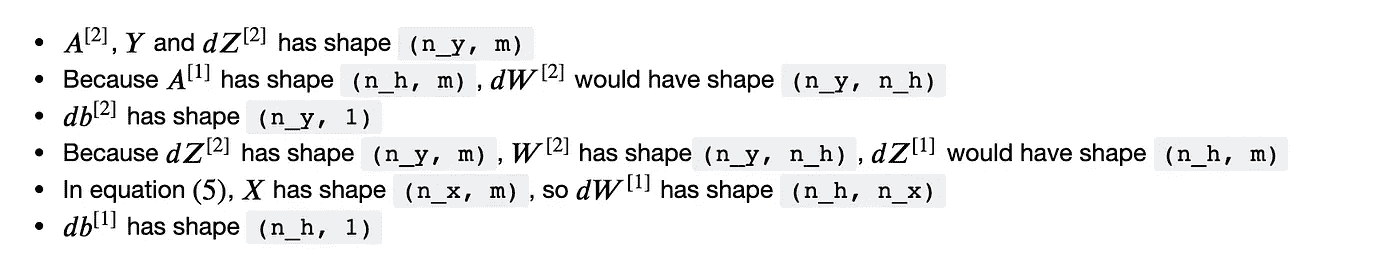 • A[2], Y and dZ[2] has shape (n_y, m)
• Because A[1] has shape (n_h, m) , dW[2] would have shape (n_y, n_h)
• db[2] has shape (n_y, 1)
• Because dZ[2] has shape (n_y, m) , W[2] has shape (n_y, n_h) , dZ[1] would have shape (n_h, m)
• In equation (5), X has shape (n_x, m) , so dW[1] has shape (n_h, n_x)
• db[1] has shape (n_h, 1)